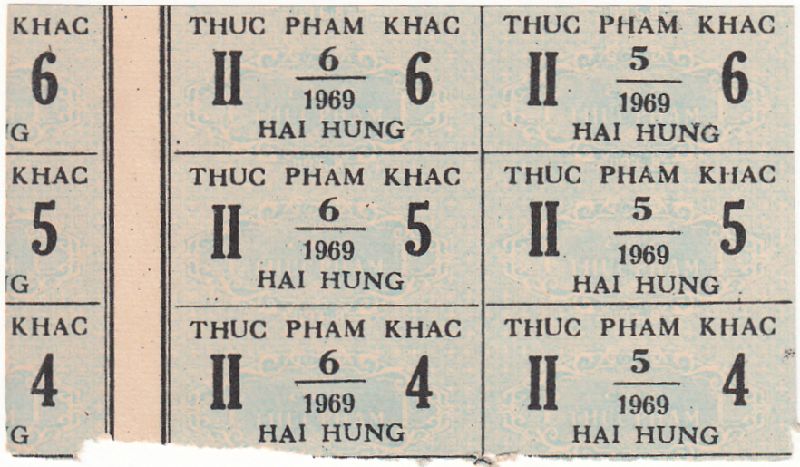 KHAC
6
NG
THUC PHAM KHAC
II 6/1969 6
HAI HUNG
THUC PHAM KHAC
II 5/1969 6
HAI HUNG
KHAC
5
NG
THUC PHAM KHAC
II 6/1969 5
HAI HUNG
THUC PHAM KHAC
II 5/1969 5
HAI HUNG
KHAC
4
G
THUC PHAM KHAC
II 6/1969 4
HAI HUNG
THUC PHAM KHAC
II 5/1969 4
HAI HUNG